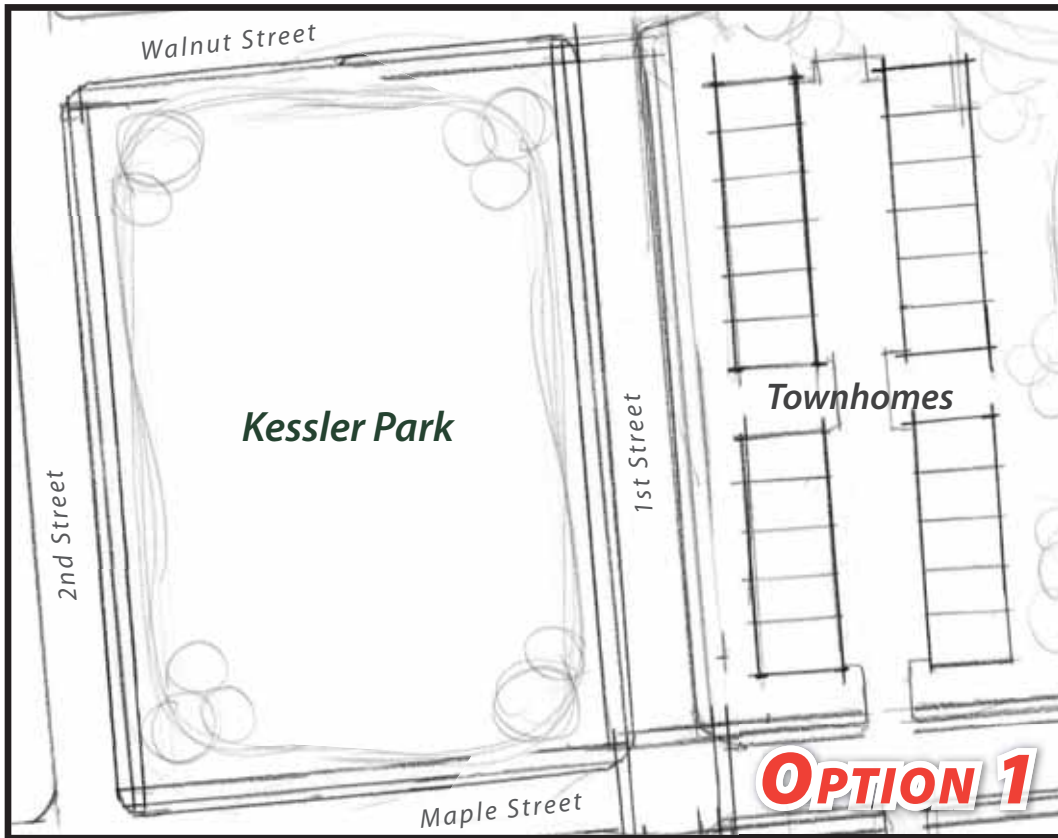 Walnut Street
Kessler Park
Townhomes
1st Street
2nd Street
Maple Street
OPTION 1